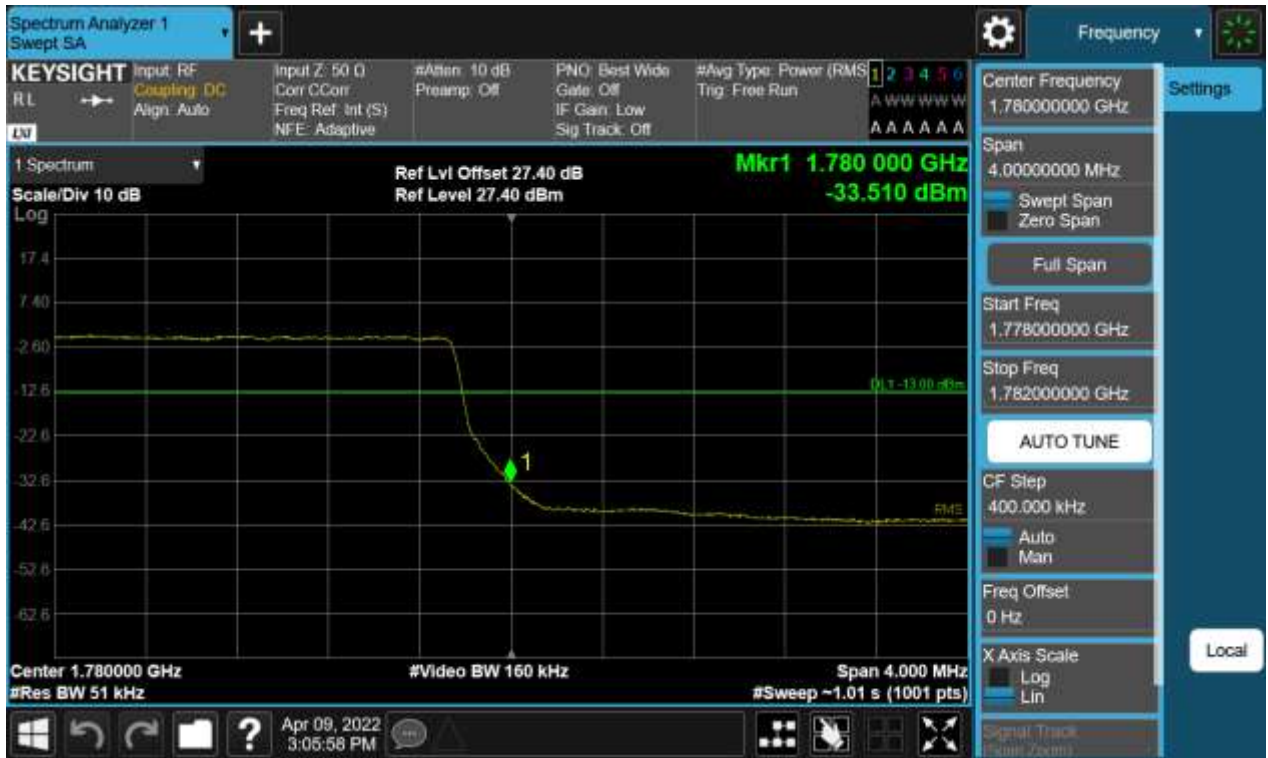 Spectrum Analyzer 1
Swept SA
+
Frequency
KEYSIGHT
RL
LXI
Input: RF
Coupling: DC
Align: Auto
Input Z: 50 Ω
Corr CCorr
Freq Ref: Int (S)
NFE: Adaptive
#Atten: 10 dB
Preamp: Off
PNO: Best Wide
Gate: Off
IF Gain: Low
Sig Track: Off
#Avg Type: Power (RMS
Trig: Free Run
1 2 3 4 5 6
A W W W W W
A A A A A A
1 Spectrum
Scale/Div 10 dB
Ref Lvl Offset 27.40 dB
Ref Level 27.40 dBm
Mkr1 1.780 000 GHz
-33.510 dBm
Log
17.4
7.40
-2.60
-12.6
-22.6
-32.6
-42.6
-52.6
-62.6
DL1 -13.00 dBm
1
RMS
Center 1.780000 GHz
#Video BW 160 kHz
Span 4.000 MHz
#Res BW 51 kHz
#Sweep ~1.01 s (1001 pts)
?
Apr 09, 2022
3:05:58 PM
Center Frequency
1.780000000 GHz
Settings
Span
4.00000000 MHz
Swept Span
Zero Span
Full Span
Start Freq
1.778000000 GHz
Stop Freq
1.782000000 GHz
AUTO TUNE
CF Step
400.000 kHz
Auto
Man
Freq Offset
0 Hz
X Axis Scale
Log
Lin
Local
Signal Track
(Span Zoom)